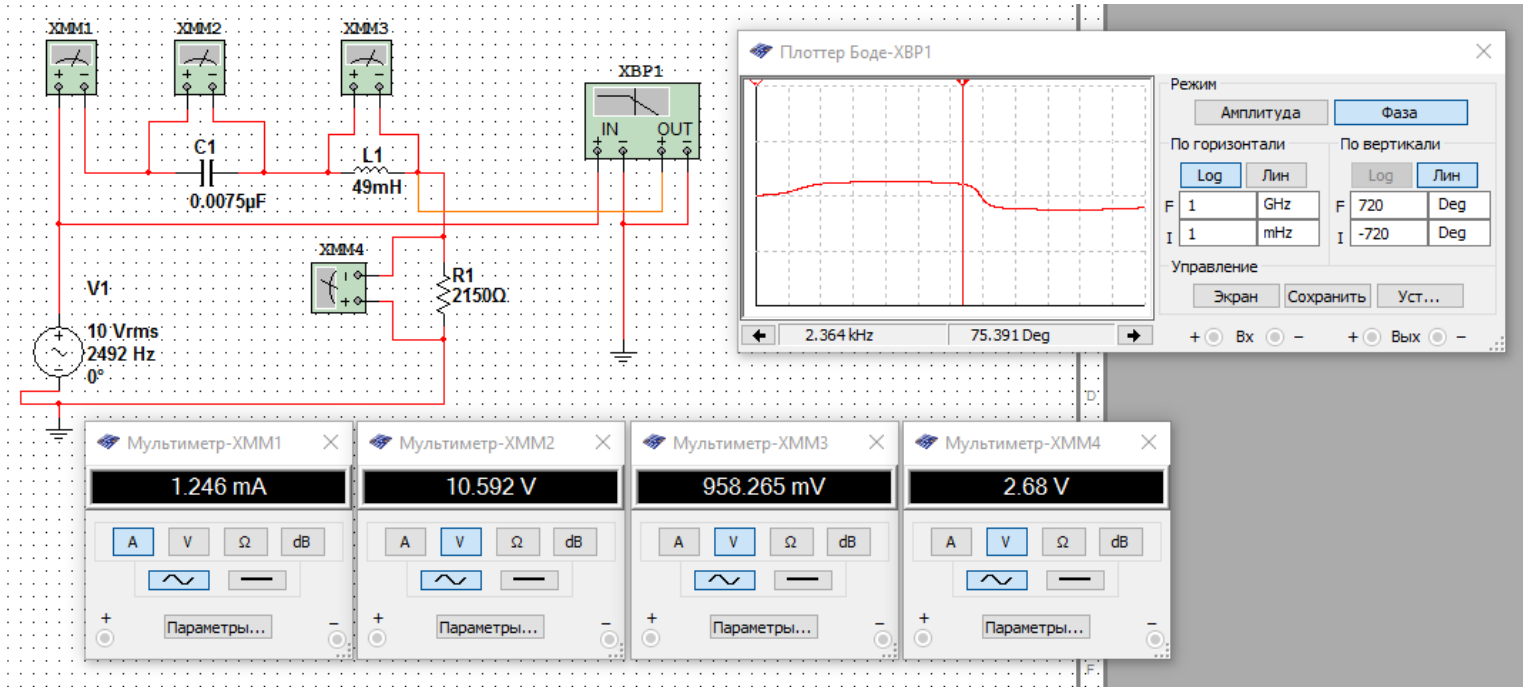 XMM1
XMM2
XMM3
XBP1
IN
OUT
C1
0.0075µF
L1
49mH
XMM4
R1
2150Ω
V1
10 Vrms
2492 Hz
0°
D
F
Плоттер Боде-XBP1
Режим
Амплитуда
Фаза
По горизонтали
По вертикали
Log
Лин
Log
Лин
F 1 GHz
F 720 Deg
I 1 mHz
I -720 Deg
Управление
Экран
Сохранить
Уст...
2.364 kHz
75.391 Deg
+ Вх −
+ Вых −
Мультиметр-XMM1
1.246 mA
A V Ω dB
+
Параметры...
−
Мультиметр-XMM2
10.592 V
A V Ω dB
+
Параметры...
−
Мультиметр-XMM3
958.265 mV
A V Ω dB
+
Параметры...
−
Мультиметр-XMM4
2.68 V
A V Ω dB
+
Параметры...
−